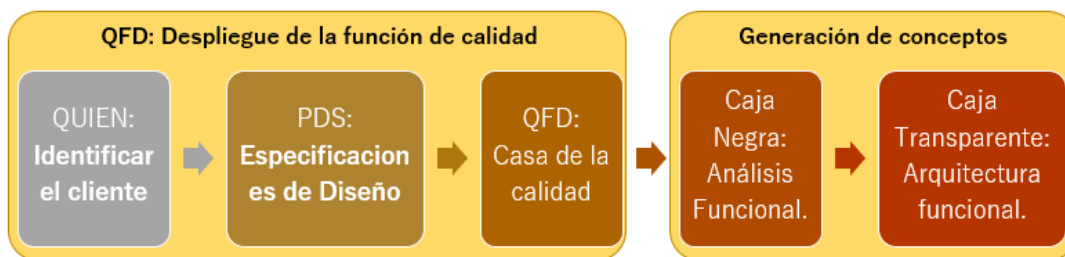 QFD: Despliegue de la función de calidad
QUIEN:
Identificar
el cliente
PDS:
Especificacion
es de Diseño
QFD:
Casa de la
calidad
Generación de conceptos
Caja
Negra:
Análisis
Funcional.
Caja
Transparente:
Arquitectura
funcional.